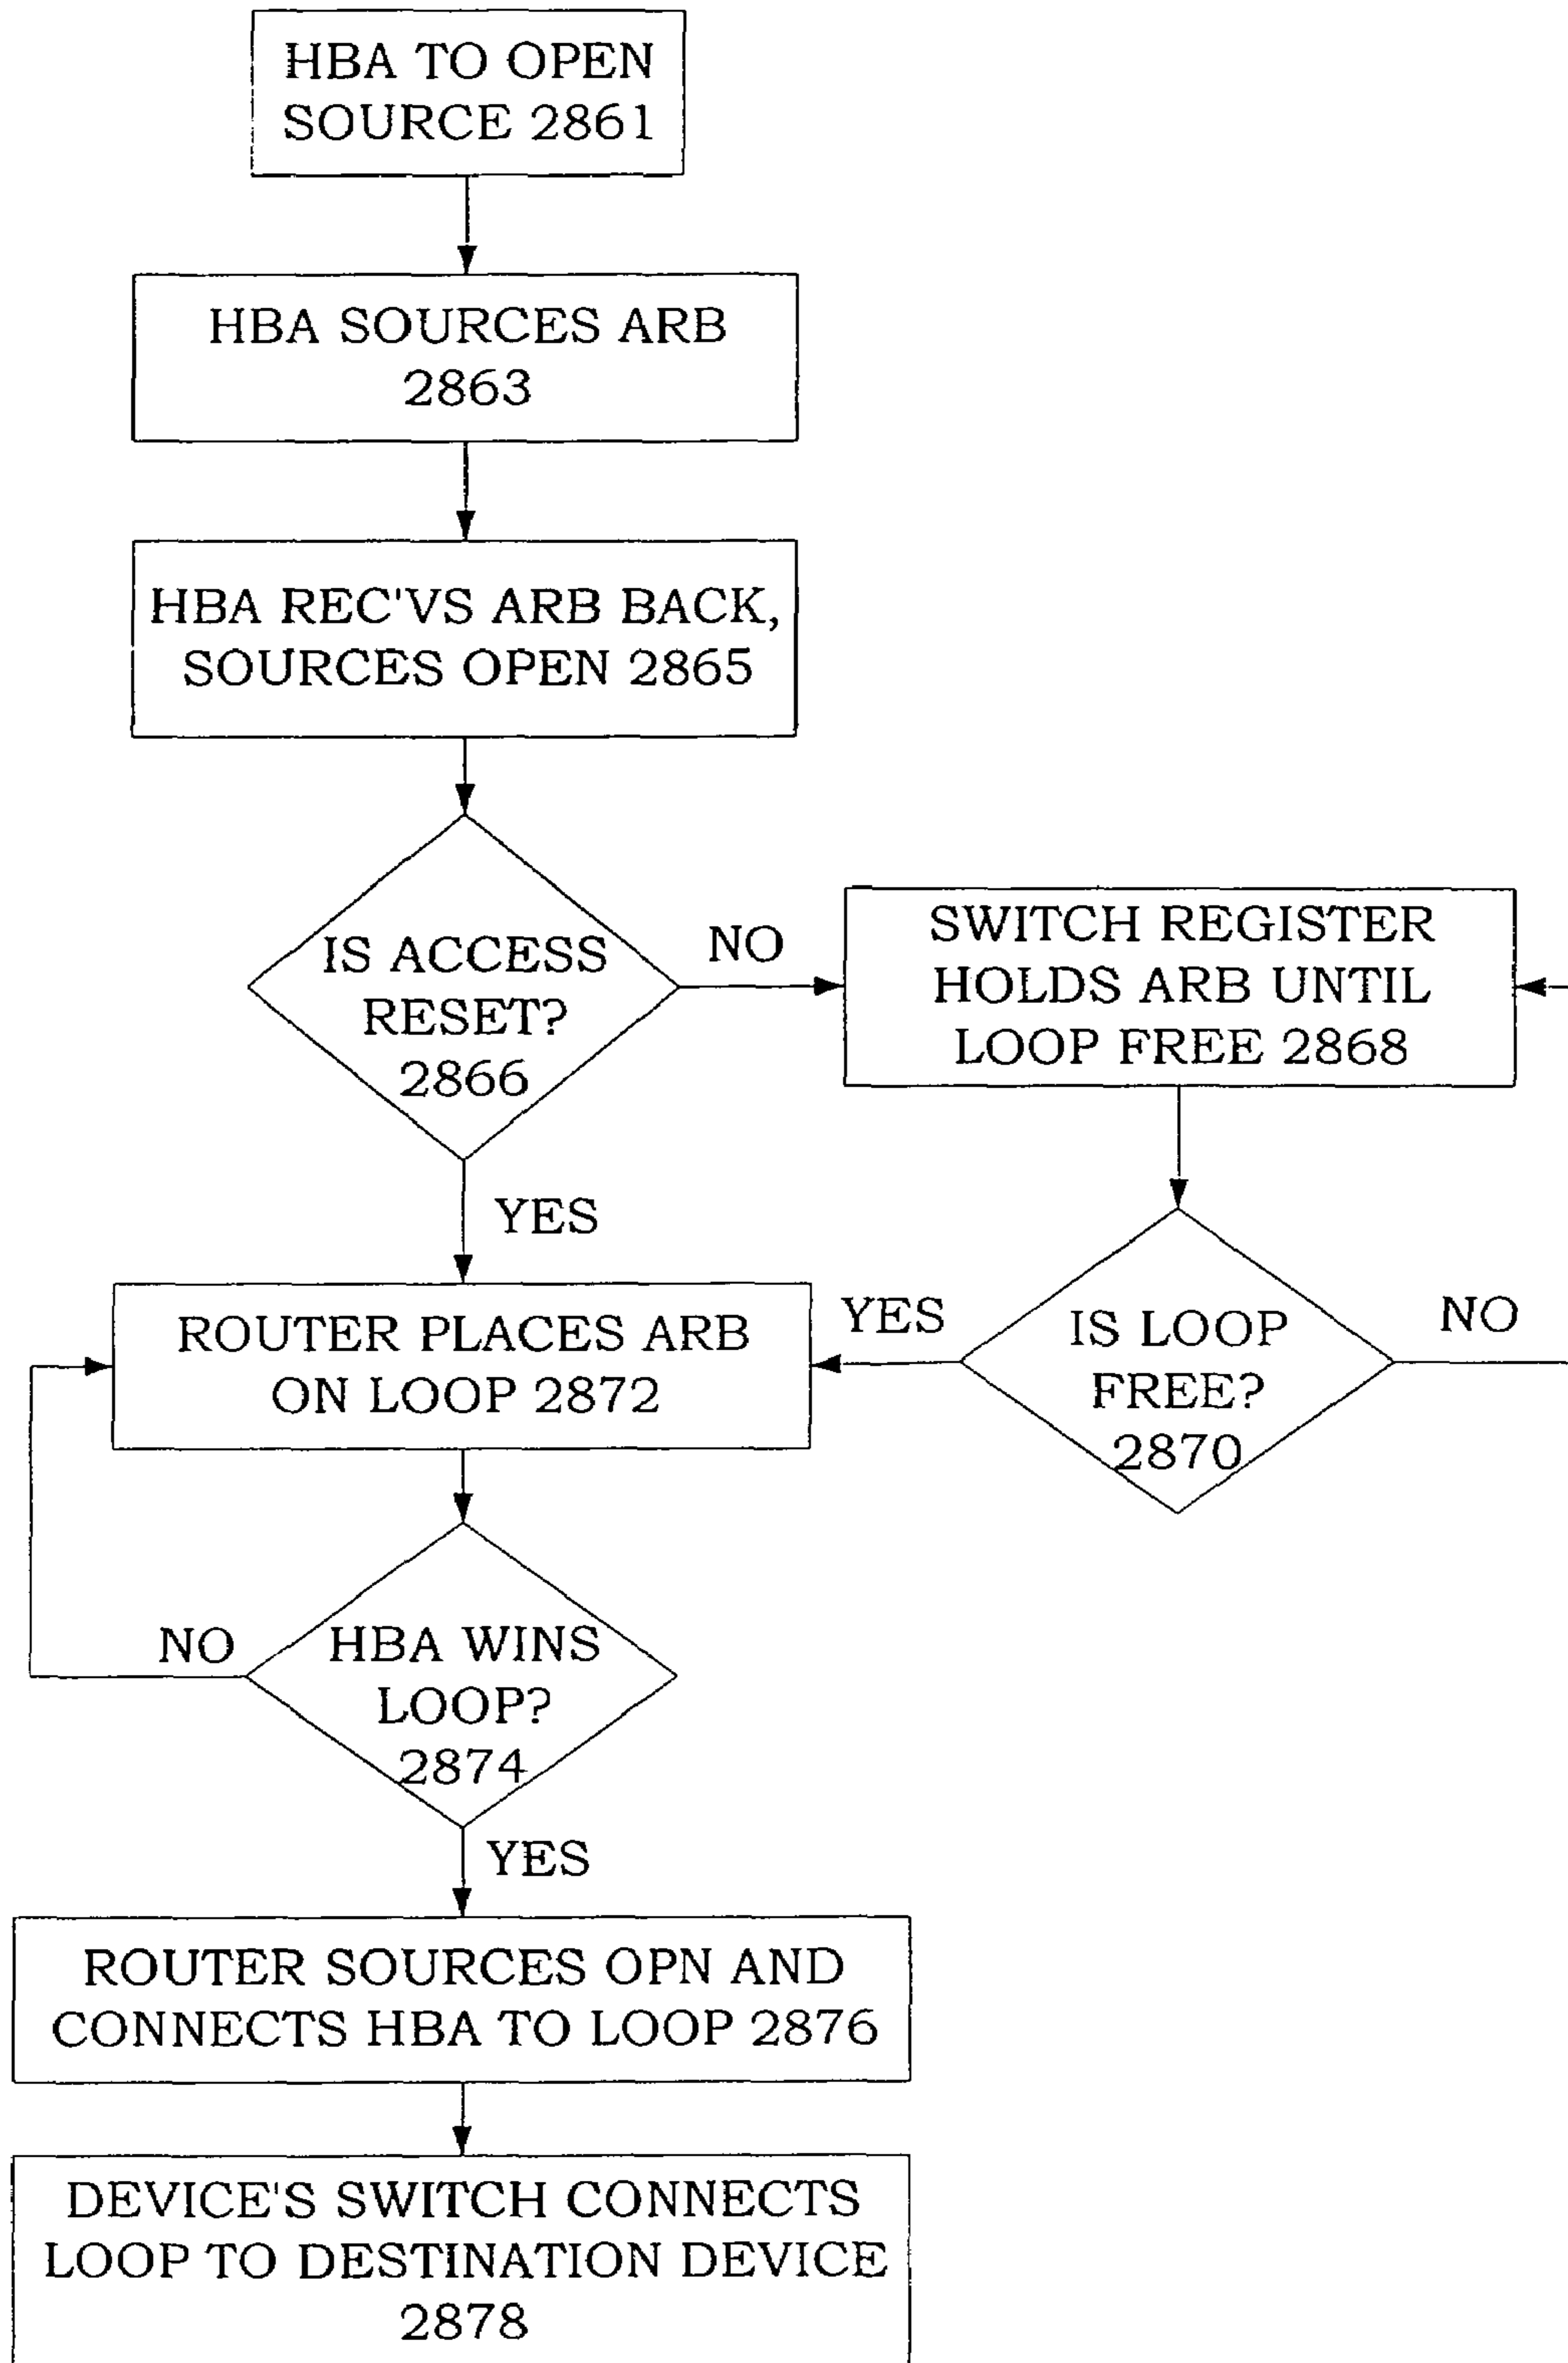 HBA TO OPEN
SOURCE 2861
HBA SOURCES ARB
2863
HBA REC'VS ARB BACK,
SOURCES OPEN 2865
IS ACCESS
RESET?
2866
NO
SWITCH REGISTER
HOLDS ARB UNTIL
LOOP FREE 2868
YES
ROUTER PLACES ARB
ON LOOP 2872
YES
IS LOOP
FREE?
2870
NO
NO
HBA WINS
LOOP?
2874
YES
ROUTER SOURCES OPN AND
CONNECTS HBA TO LOOP 2876
DEVICE'S SWITCH CONNECTS
LOOP TO DESTINATION DEVICE
2878